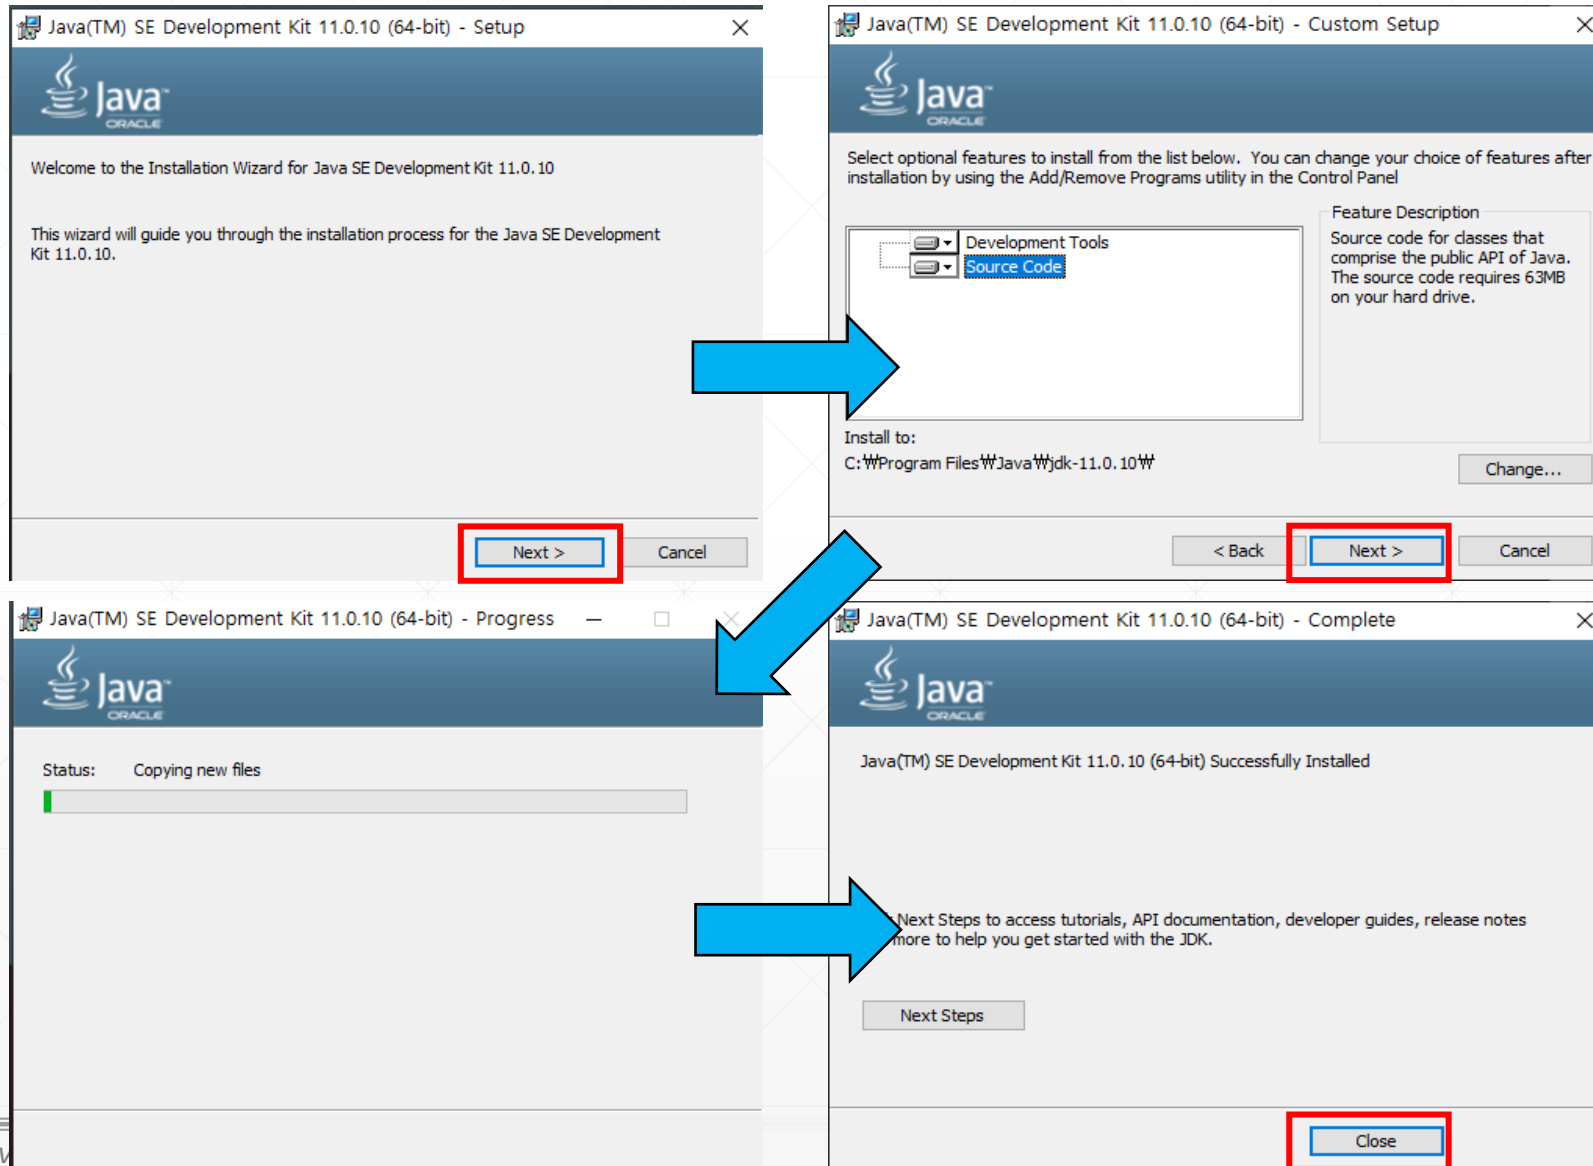 Java(TM) SE Development Kit 11.0.10 (64-bit) - Setup
Java™
ORACLE
Welcome to the Installation Wizard for Java SE Development Kit 11.0.10
This wizard will guide you through the installation process for the Java SE Development
Kit 11.0.10.
Next >
Cancel
Java(TM) SE Development Kit 11.0.10 (64-bit) - Custom Setup
Java™
ORACLE
Select optional features to install from the list below. You can change your choice of features after
installation by using the Add/Remove Programs utility in the Control Panel
Development Tools
Source Code
Feature Description
Source code for classes that
comprise the public API of Java.
The source code requires 63MB
on your hard drive.
Install to:
C:₩Program Files₩Java₩jdk-11.0.10₩
Change...
< Back
Next >
Cancel
Java(TM) SE Development Kit 11.0.10 (64-bit) - Progress
Java™
ORACLE
Status: Copying new files
Java(TM) SE Development Kit 11.0.10 (64-bit) - Complete
Java™
ORACLE
Java(TM) SE Development Kit 11.0.10 (64-bit) Successfully Installed
Next Steps to access tutorials, API documentation, developer guides, release notes
more to help you get started with the JDK.
Next Steps
Close